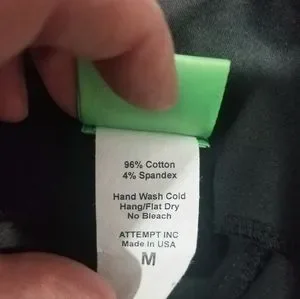 96% Cotton
4% Spandex
Hand Wash Cold
Hang/Flat Dry
No Bleach
ATTEMPT INC
Made In USA
M